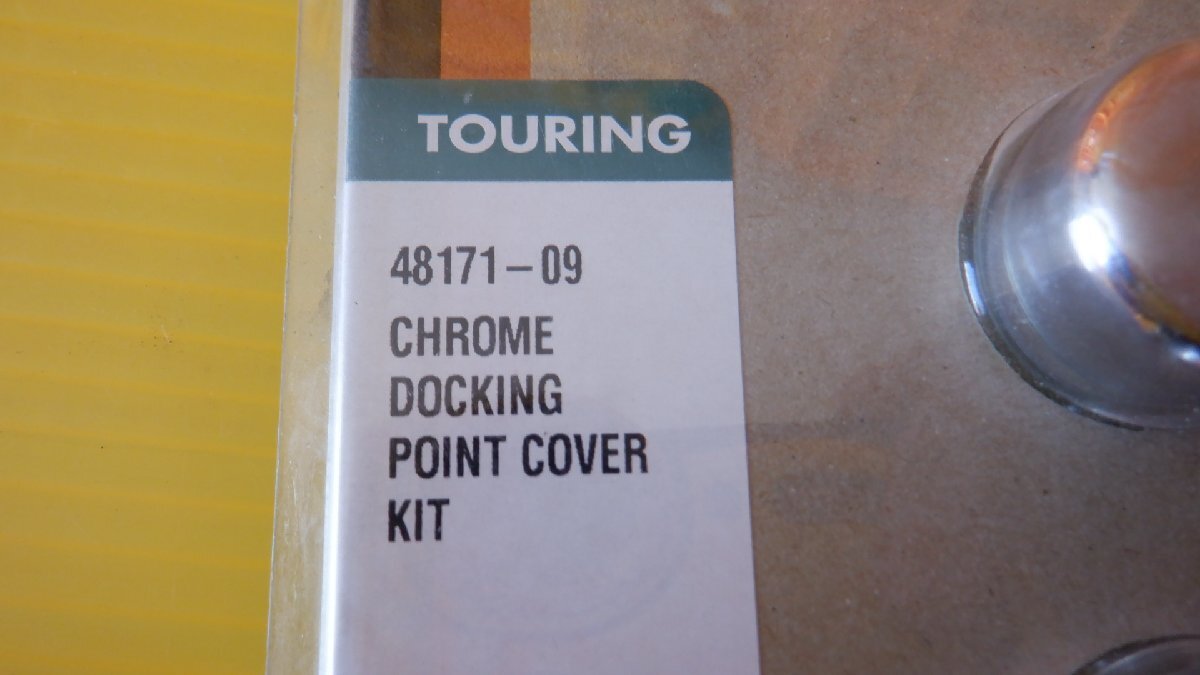 TOURING
48171-09
CHROME
DOCKING
POINT COVER
KIT